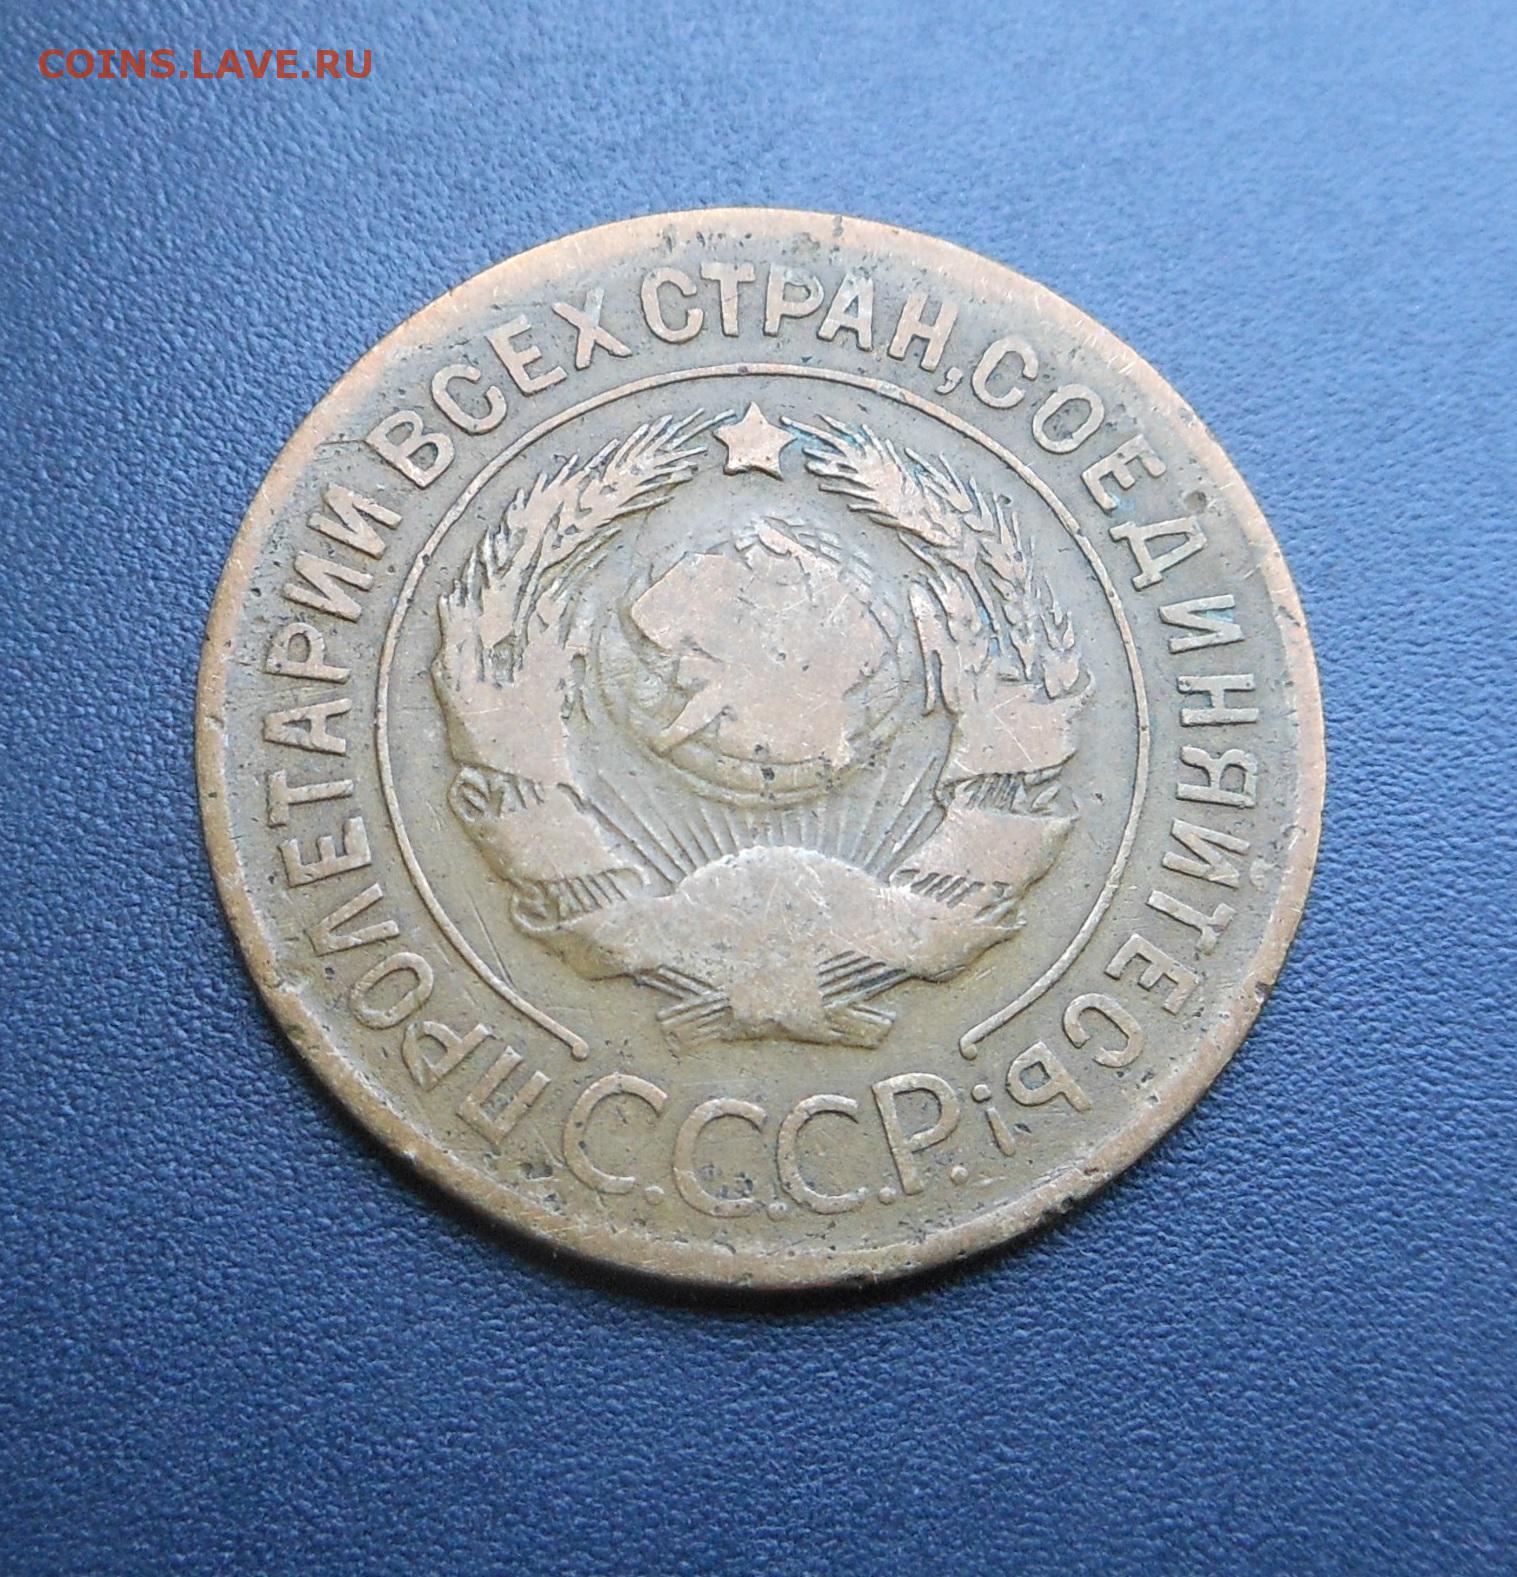 COINS.LAVE.RU
ПРОЛЕТАРИИ ВСЕХ СТРАН, СОЕДИНЯЙТЕСЬ!
С.С.С.Р.